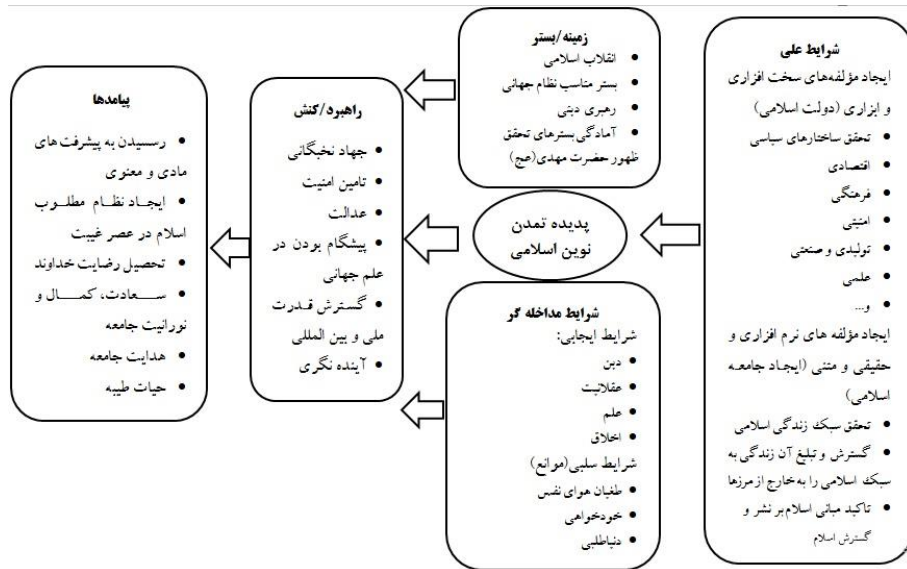 شرایط علی
ایجاد مؤلفه‌های سخت افزاری
و ابزاری (دولت اسلامی)
• تحقق ساختارهای سیاسی
• اقتصادی
• فرهنگی
• امنیتی
• تولیدی و صنعتی
• علمی
• و...
ایجاد مؤلفه های نرم افزاری و
حقیقی و متنی (ایجاد جامعه
اسلامی)
• تحقق سبک زندگی اسلامی
• گسترش و تبلیغ آن زندگی به
سبک اسلامی را به خارج از مرزها
• تاکید مبانی اسلام بر نشر و
گسترش اسلام
زمینه/بستر
• انقلاب اسلامی
• بستر مناسب نظام جهانی
• رهبری دینی
• آمادگی بسترهای تحقق
ظهور حضرت مهدی(عج)
پدیده تمدن
نوین اسلامی
شرایط مداخله گر
شرایط ایجابی:
• دین
• عقلانیت
• علم
• اخلاق
شرایط سلبی(موانع)
• طغیان هوای نفس
• خودخواهی
• دنیاطلبی
راهبرد/کنش
• جهاد نخبگانی
• تامین امنیت
• عدالت
• پیشگام بودن در
علم جهانی
• گسترش قدرت
ملی و بین المللی
• آینده نگری
پیامدها
• رسسیدن به پیشرفت های
مادی و معنوی
• ایجاد نظام مطلوب
اسلام در عصر غیبت
• تحصیل رضایت خداوند
• سعادت، کمال و
نورانیت جامعه
• هدایت جامعه
• حیات طیبه